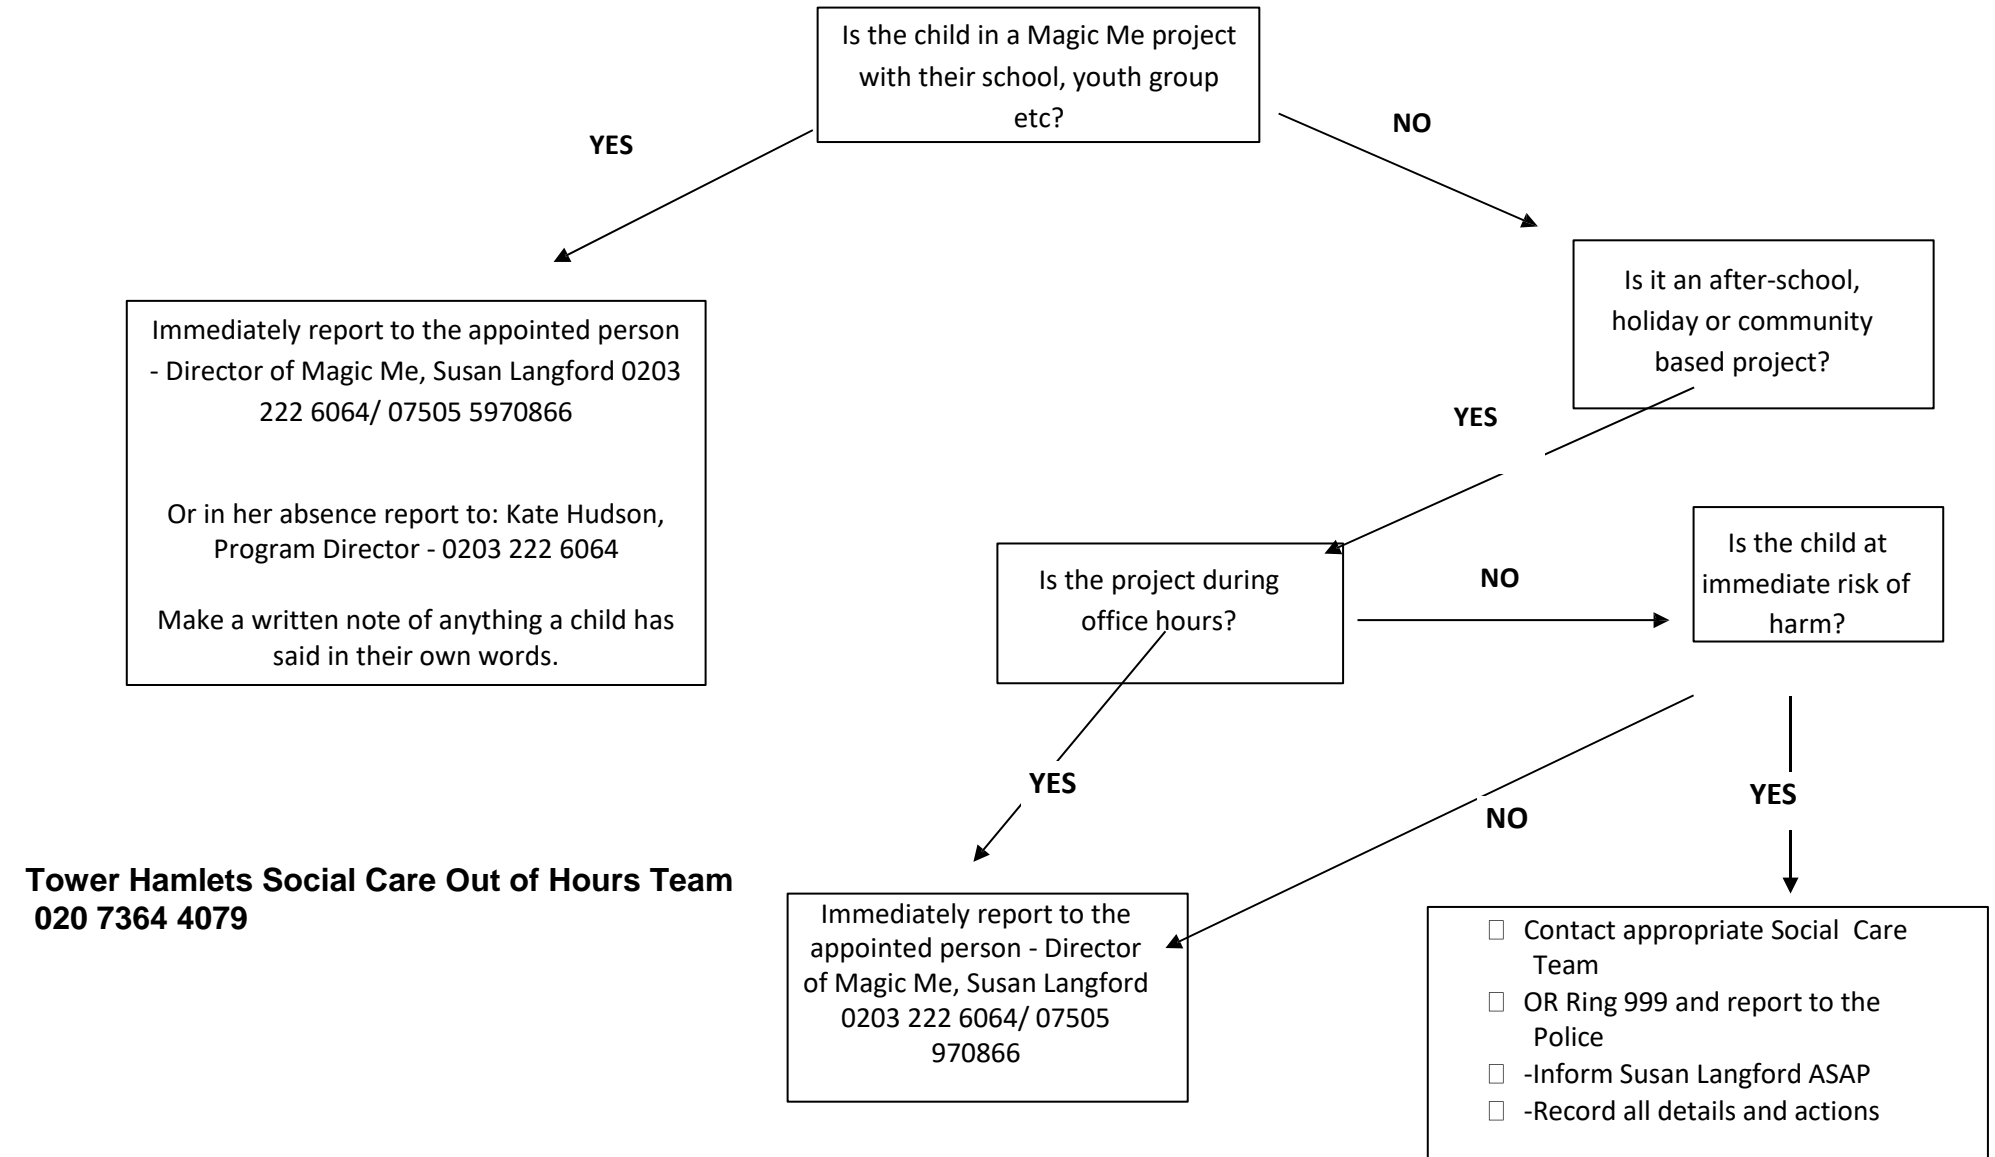 Is the child in a Magic Me project
with their school, youth group
etc?
YES
NO
Is it an after-school,
holiday or community
based project?
Immediately report to the appointed person
- Director of Magic Me, Susan Langford 0203
222 6064/ 07505 5970866
Or in her absence report to: Kate Hudson,
Program Director - 0203 222 6064
Make a written note of anything a child has
said in their own words.
YES
Is the project during
office hours?
NO
Is the child at
immediate risk of
harm?
YES
NO
YES
Tower Hamlets Social Care Out of Hours Team
020 7364 4079
Immediately report to the
appointed person - Director
of Magic Me, Susan Langford
0203 222 6064/ 07505
970866
Contact appropriate Social Care
Team
OR Ring 999 and report to the
Police
-Inform Susan Langford ASAP
-Record all details and actions